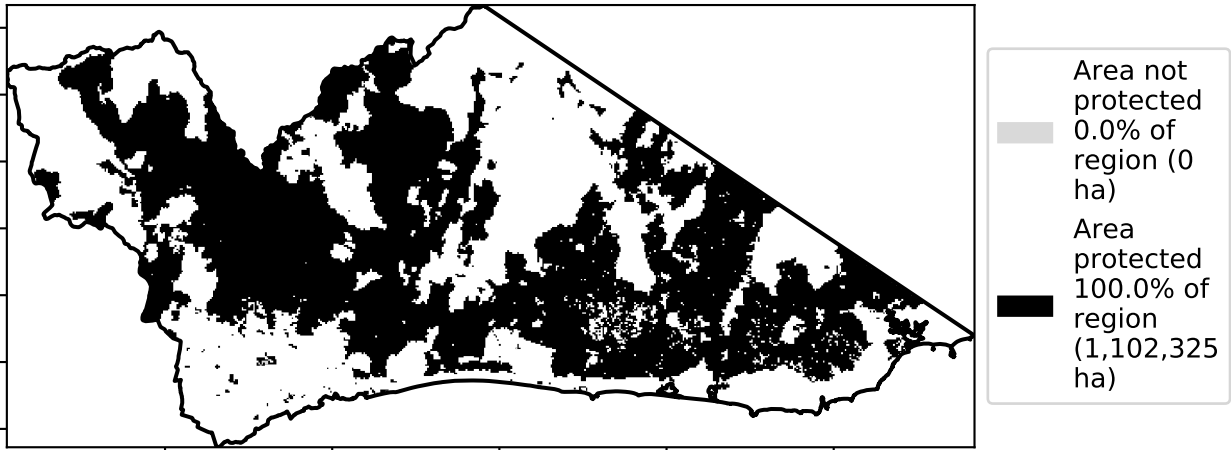 Area not
protected
0.0% of
region (0
ha)
Area
protected
100.0% of
region
(1,102,325
ha)